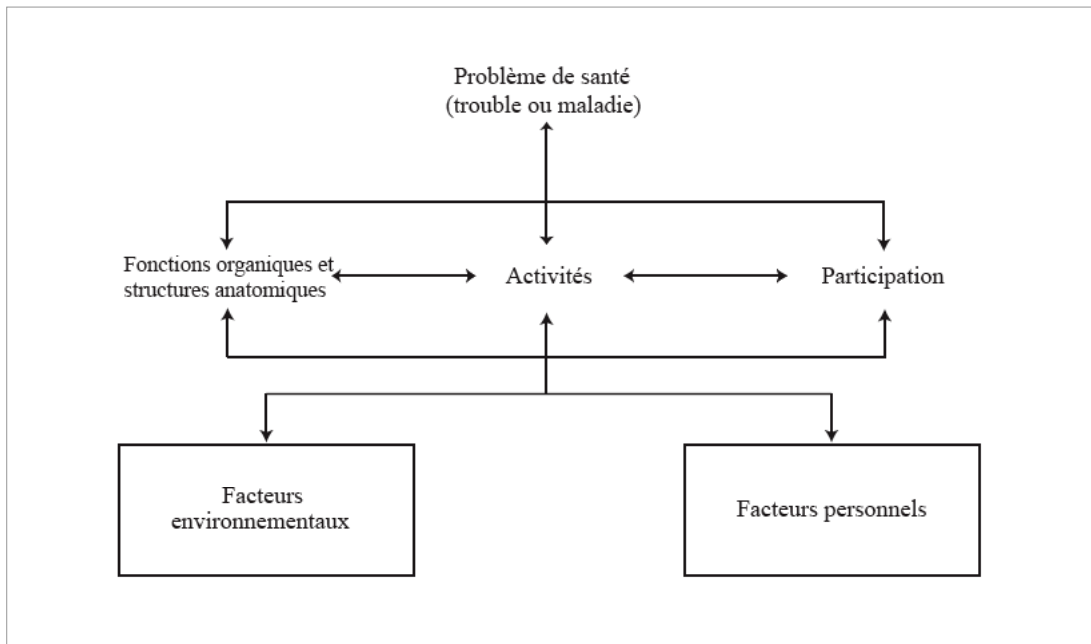 Problème de santé
(trouble ou maladie)
Fonctions organiques et
structures anatomiques
Activités
Participation
Facteurs
environnementaux
Facteurs personnels